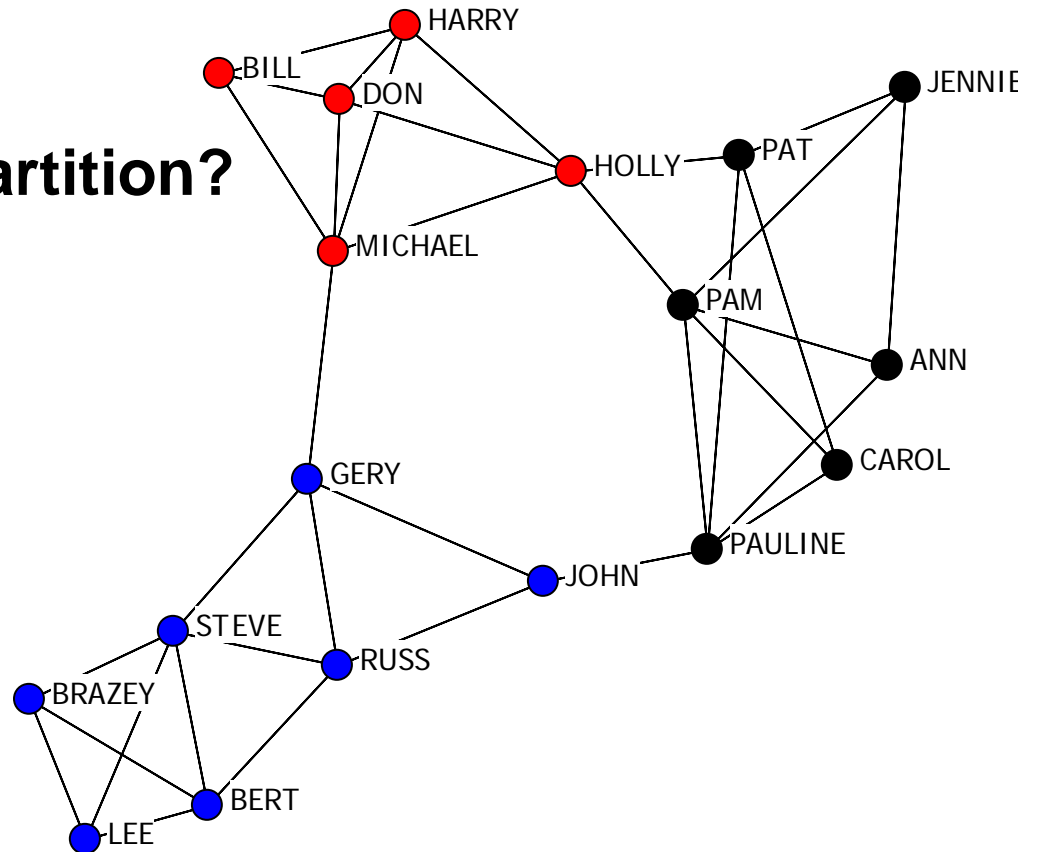 HARRY
BILL
DON
JENNIE
PAT
artition?
HOLLY
MICHAEL
PAM
ANN
CAROL
GERY
PAULINE
JOHN
STEVE
RUSS
BRAZEY
BERT
LEE